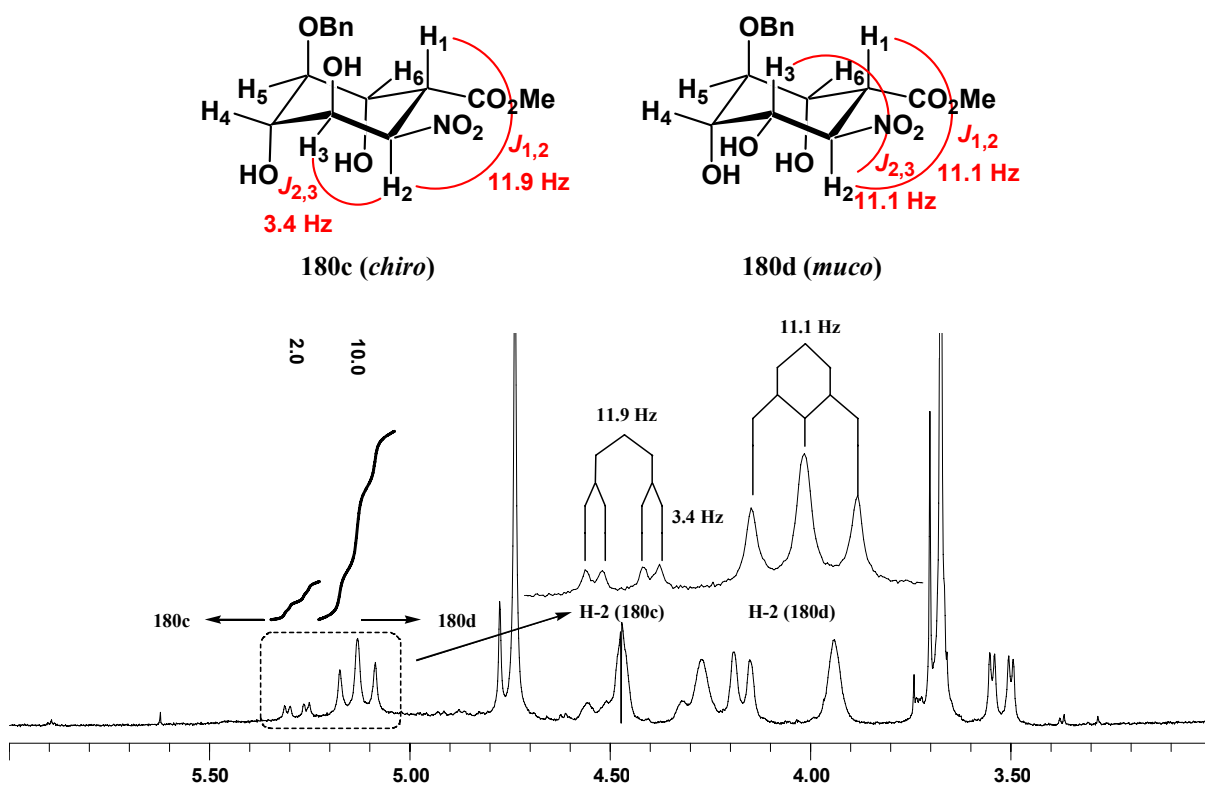 OBn
OH
H1
H6
H5
H4
CO2Me
NO2
H3
HO
HO
H2
J2,3
3.4 Hz
J1,2
11.9 Hz
180c (chiro)
OBn
H1
H3
H6
H5
H4
CO2Me
NO2
HO
HO
OH
H2
J2,3
11.1 Hz
J1,2
11.1 Hz
180d (muco)
2.0
10.0
11.9 Hz
3.4 Hz
11.1 Hz
180c
180d
H-2 (180c)
H-2 (180d)
5.50
5.00
4.50
4.00
3.50